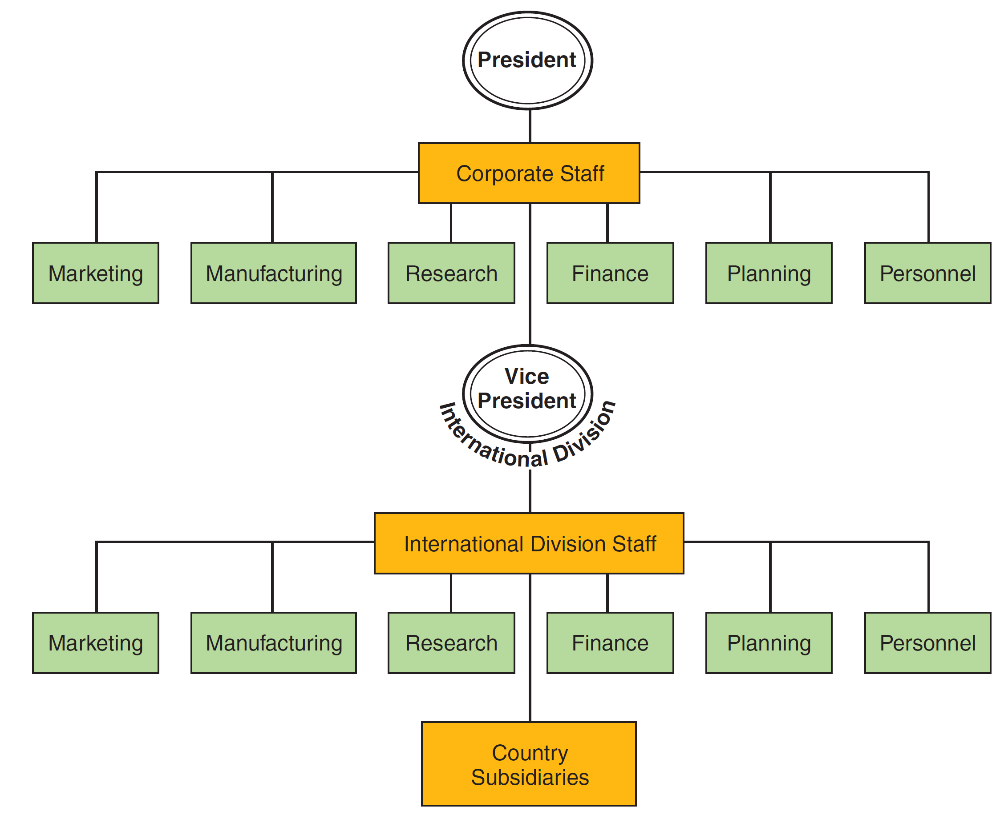 President
Corporate Staff
Marketing
Manufacturing
Research
Finance
Planning
Personnel
Vice
President
International Division
International Division Staff
Marketing
Manufacturing
Research
Finance
Planning
Personnel
Country
Subsidiaries